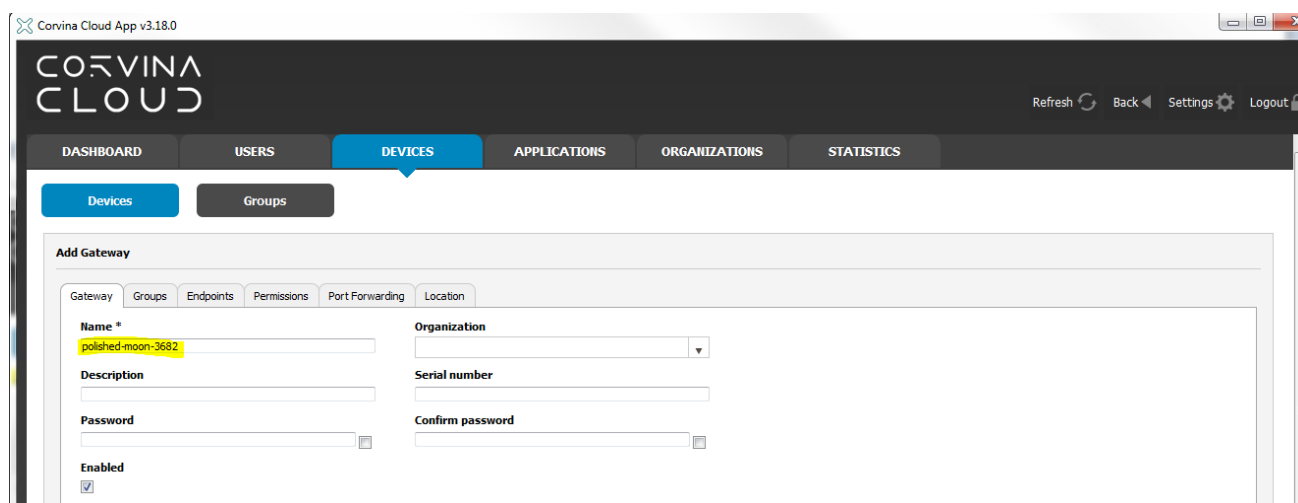 Corvina Cloud App v3.18.0
CORVINA
CLOUD
Refresh Back Settings Logout
DASHBOARD USERS DEVICES APPLICATIONS ORGANIZATIONS STATISTICS
Devices Groups
Add Gateway
Gateway Groups Endpoints Permissions Port Forwarding Location
Name * Organization
polished-moon-3682
Description Serial number
Password Confirm password
Enabled